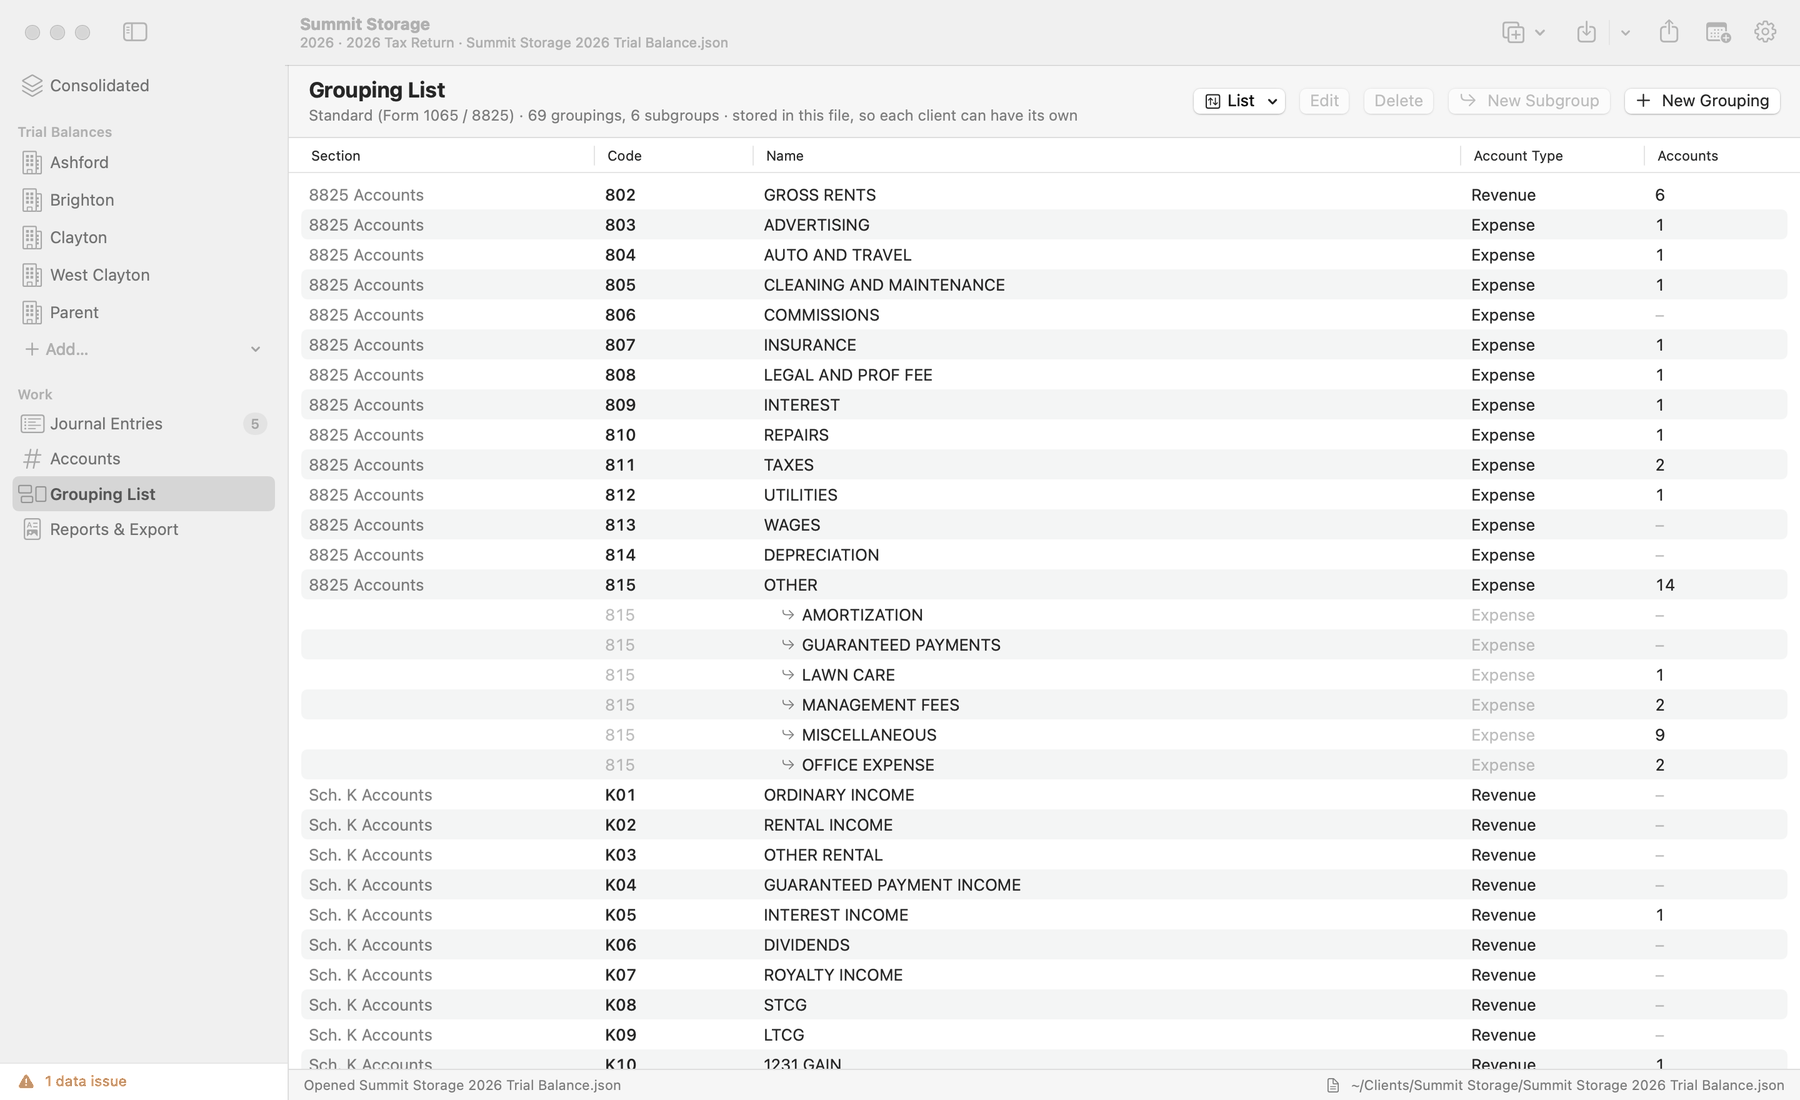 Summit Storage
2026 · 2026 Tax Return · Summit Storage 2026 Trial Balance.json
Consolidated
Trial Balances
Ashford
Brighton
Clayton
West Clayton
Parent
Add...
Work
Journal Entries 5
Accounts
Grouping List
Reports & Export
1 data issue
Grouping List
Standard (Form 1065 / 8825) · 69 groupings, 6 subgroups · stored in this file, so each client can have its own
List Edit Delete New Subgroup New Grouping
Section Code Name Account Type Accounts
8825 Accounts 802 GROSS RENTS Revenue 6
8825 Accounts 803 ADVERTISING Expense 1
8825 Accounts 804 AUTO AND TRAVEL Expense 1
8825 Accounts 805 CLEANING AND MAINTENANCE Expense 1
8825 Accounts 806 COMMISSIONS Expense –
8825 Accounts 807 INSURANCE Expense 1
8825 Accounts 808 LEGAL AND PROF FEE Expense 1
8825 Accounts 809 INTEREST Expense 1
8825 Accounts 810 REPAIRS Expense 1
8825 Accounts 811 TAXES Expense 2
8825 Accounts 812 UTILITIES Expense 1
8825 Accounts 813 WAGES Expense –
8825 Accounts 814 DEPRECIATION Expense –
8825 Accounts 815 OTHER Expense 14
815 AMORTIZATION Expense –
815 GUARANTEED PAYMENTS Expense –
815 LAWN CARE Expense 1
815 MANAGEMENT FEES Expense 2
815 MISCELLANEOUS Expense 9
815 OFFICE EXPENSE Expense 2
Sch. K Accounts K01 ORDINARY INCOME Revenue –
Sch. K Accounts K02 RENTAL INCOME Revenue –
Sch. K Accounts K03 OTHER RENTAL Revenue –
Sch. K Accounts K04 GUARANTEED PAYMENT INCOME Revenue –
Sch. K Accounts K05 INTEREST INCOME Revenue 1
Sch. K Accounts K06 DIVIDENDS Revenue –
Sch. K Accounts K07 ROYALTY INCOME Revenue –
Sch. K Accounts K08 STCG Revenue –
Sch. K Accounts K09 LTCG Revenue –
Sch. K Accounts K10 1231 GAIN Revenue 1
Opened Summit Storage 2026 Trial Balance.json
~/Clients/Summit Storage/Summit Storage 2026 Trial Balance.json